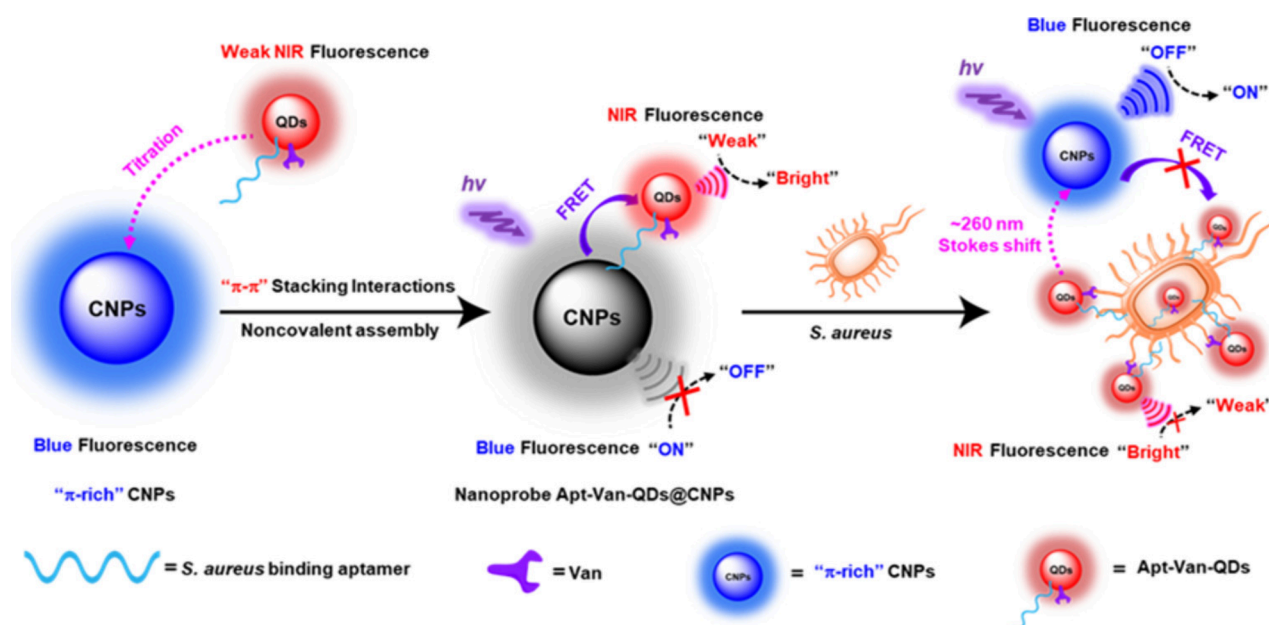 Weak NIR Fluorescence
QDs
Titration
CNPs
Blue Fluorescence
“π-rich” CNPs
“π-π” Stacking Interactions
Noncovalent assembly
NIR Fluorescence
“Weak”
“Bright”
hv
FRET
QDs
CNPs
“OFF”
Blue Fluorescence “ON”
Nanoprobe Apt-Van-QDs@CNPs
S. aureus
Blue Fluorescence
“OFF”
“ON”
hv
CNPs
FRET
~260 nm
Stokes shift
QDs
QDs
QDs
QDs
QDs
“Weak”
NIR Fluorescence “Bright”
= S. aureus binding aptamer
= Van
CNPs
= “π-rich” CNPs
QDs
= Apt-Van-QDs